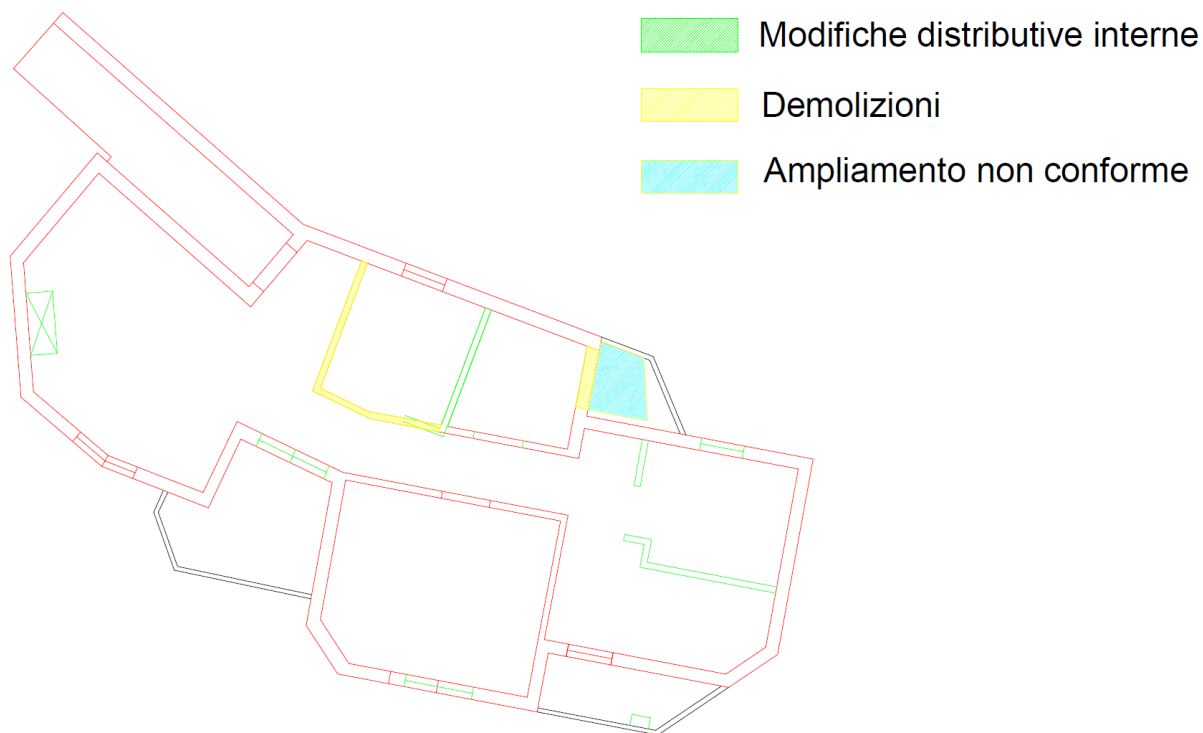 Modifiche distributive interne
Demolizioni
Ampliamento non conforme